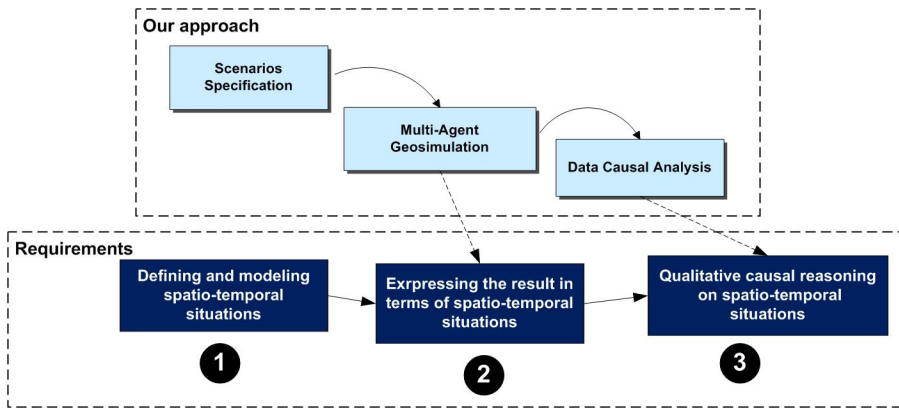 Our approach
Scenarios
Specification
Multi-Agent
Geosimulation
Data Causal Analysis
Requirements
Defining and modeling
spatio-temporal
situations
Exrpressing the result in
terms of spatio-temporal
situations
Qualitative causal reasoning
on spatio-temporal
situations
1
2
3